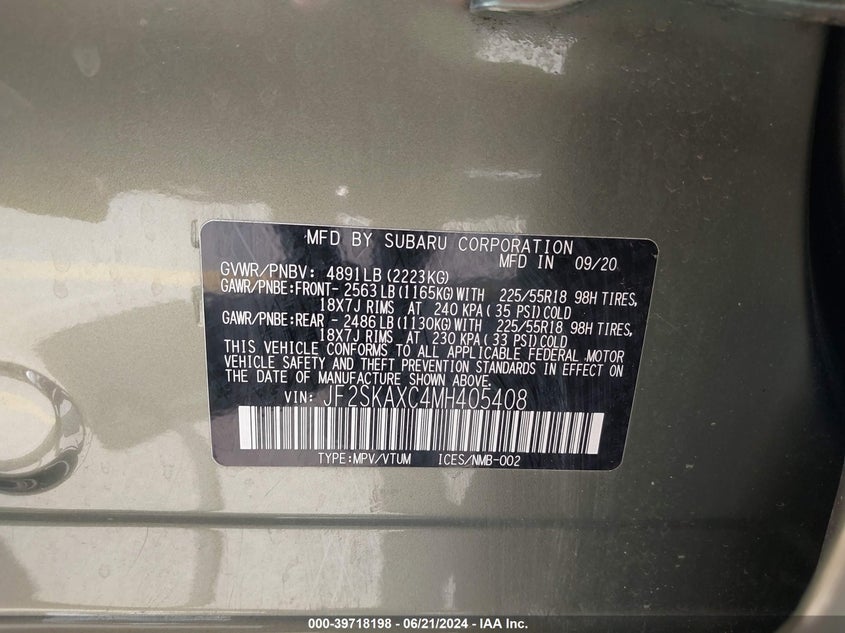 MFD BY SUBARU CORPORATION
MFD IN 09/20
GVWR/PNBV: 4891LB(2223KG)
GAWR/PNBE:FRONT- 2563LB(1165KG)WITH 225/55R18 98H TIRES,
18X7J RIMS AT 240 KPA(35 PSI)COLD
GAWR/PNBE:REAR - 2486LB(1130KG)WITH 225/55R18 98H TIRES,
18X7J RIMS AT 230 KPA(33 PSI)COLD
THIS VEHICLE CONFORMS TO ALL APPLICABLE FEDERAL MOTOR
VEHICLE SAFETY AND THEFT PREVENTION STANDARDS IN EFFECT ON
THE DATE OF MANUFACTURE SHOWN ABOVE.
VIN: JF2SKAXC4MH405408
TYPE:MPV/VTUM ICES/NMB-002
000-39718198 - 06/21/2024 - IAA Inc.